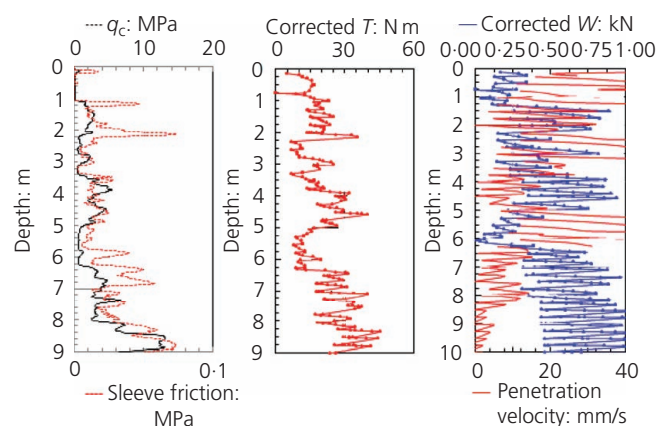 qc: MPa
0 10 20
Depth: m
0
1
2
3
4
5
6
7
8
9
0 0·1
Sleeve friction:
MPa
Corrected T: N m
0 30 60
Depth: m
0
1
2
3
4
5
6
7
8
9
Corrected W: kN
0·00 0·25 0·50 0·75 1·00
Depth: m
0
1
2
3
4
5
6
7
8
9
10
0 20 40
Penetration
velocity: mm/s